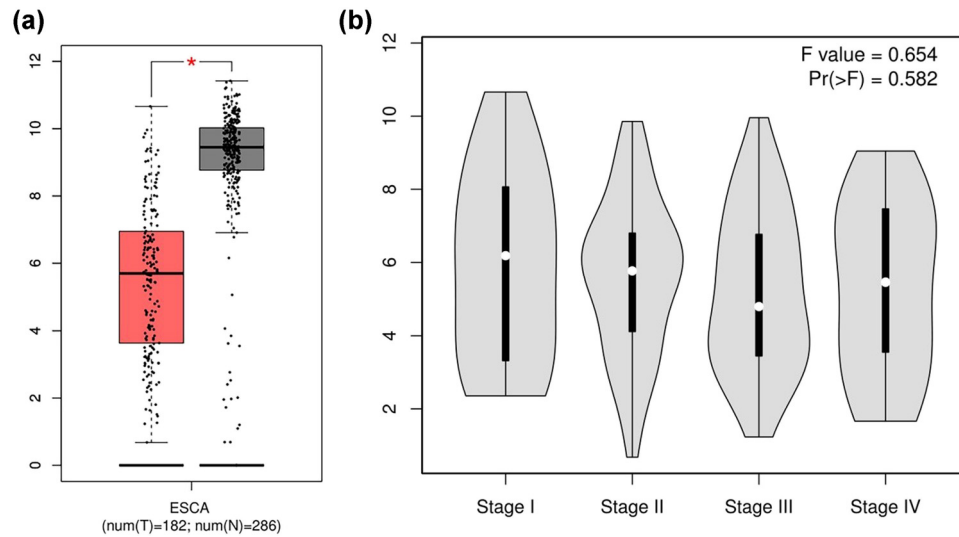 (a)
12
10
8
6
4
2
0
*
ESCA
(num(T)=182; num(N)=286)
(b)
12
10
8
6
4
2
F value = 0.654
Pr(>F) = 0.582
Stage I Stage II Stage III Stage IV